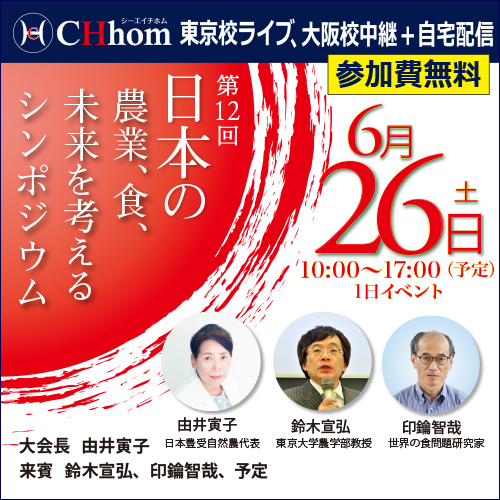 シーエイチホム
CHhom 東京校ライブ、大阪校中継＋自宅配信
参加費無料
第12回
日本の
農業、食、
未来を考える
シンポジウム
6月
26日
土
10:00〜17:00（予定）
1日イベント
由井寅子
日本豊受自然農代表
鈴木宣弘
東京大学農学部教授
印鑰智哉
世界の食問題研究家
大会長 由井寅子
来賓 鈴木宣弘、印鑰智哉、予定